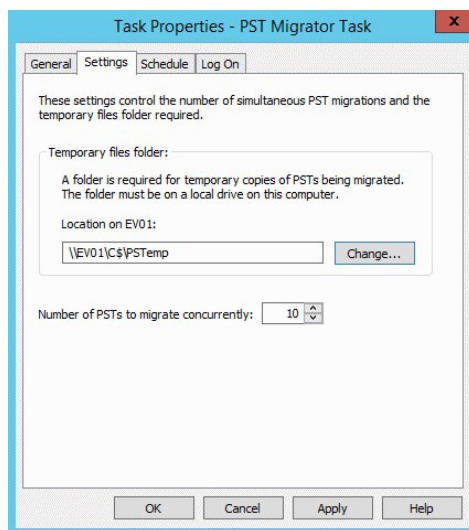 Task Properties - PST Migrator Task
x
General Settings Schedule Log On
These settings control the number of simultaneous PST migrations and the
temporary files folder required.
Temporary files folder:
A folder is required for temporary copies of PSTs being migrated.
The folder must be on a local drive on this computer.
Location on EV01:
\\EV01\C$\PSTemp Change...
Number of PSTs to migrate concurrently: 10
OK Cancel Apply Help